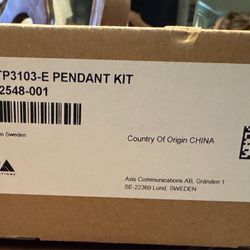 TP3103-E PENDANT KIT
2548-001
in Sweden
Country Of Origin CHINA
Axis Communications AB, Gränden 1
SE-22369 Lund, SWEDEN